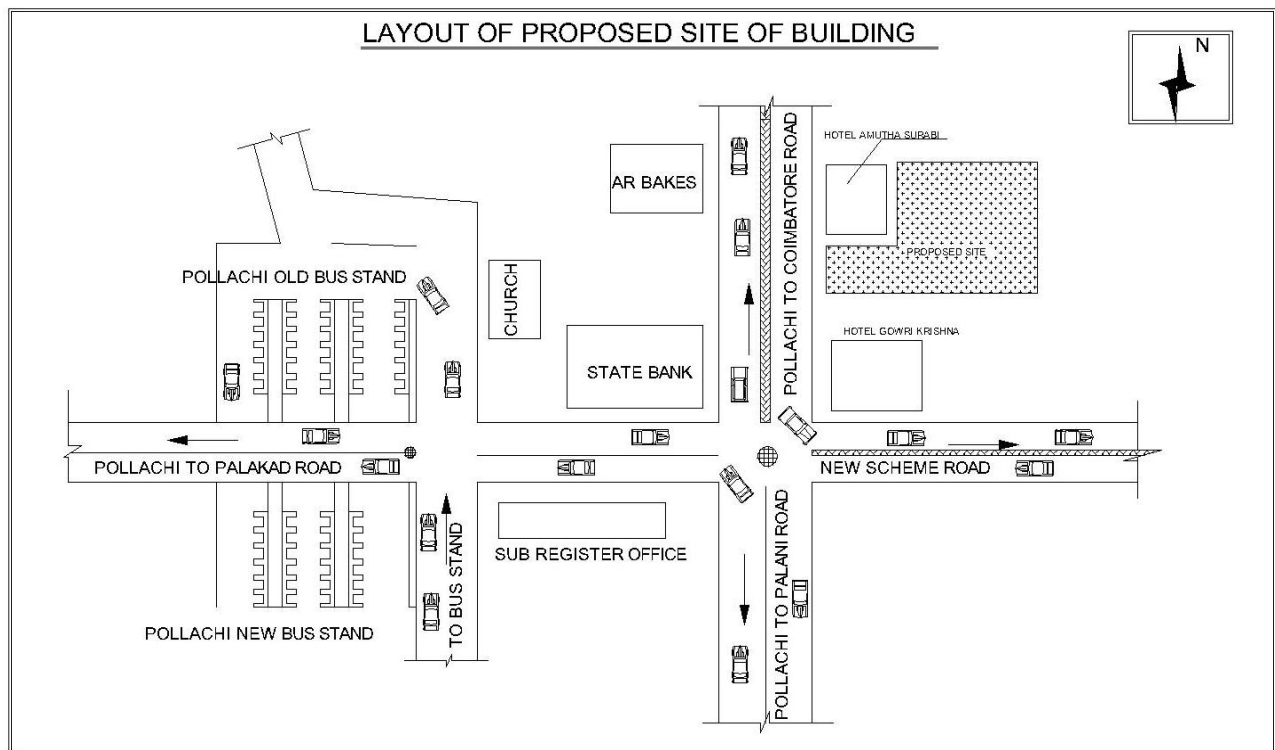 LAYOUT OF PROPOSED SITE OF BUILDING
N
HOTEL AMUTHA SURABI
AR BAKES
POLLACHI TO COIMBATORE ROAD
PROPOSED SITE
POLLACHI OLD BUS STAND
CHURCH
HOTEL GOWRI KRISHNA
STATE BANK
POLLACHI TO PALAKAD ROAD
NEW SCHEME ROAD
SUB REGISTER OFFICE
TO BUS STAND
POLLACHI TO PALANI ROAD
POLLACHI NEW BUS STAND